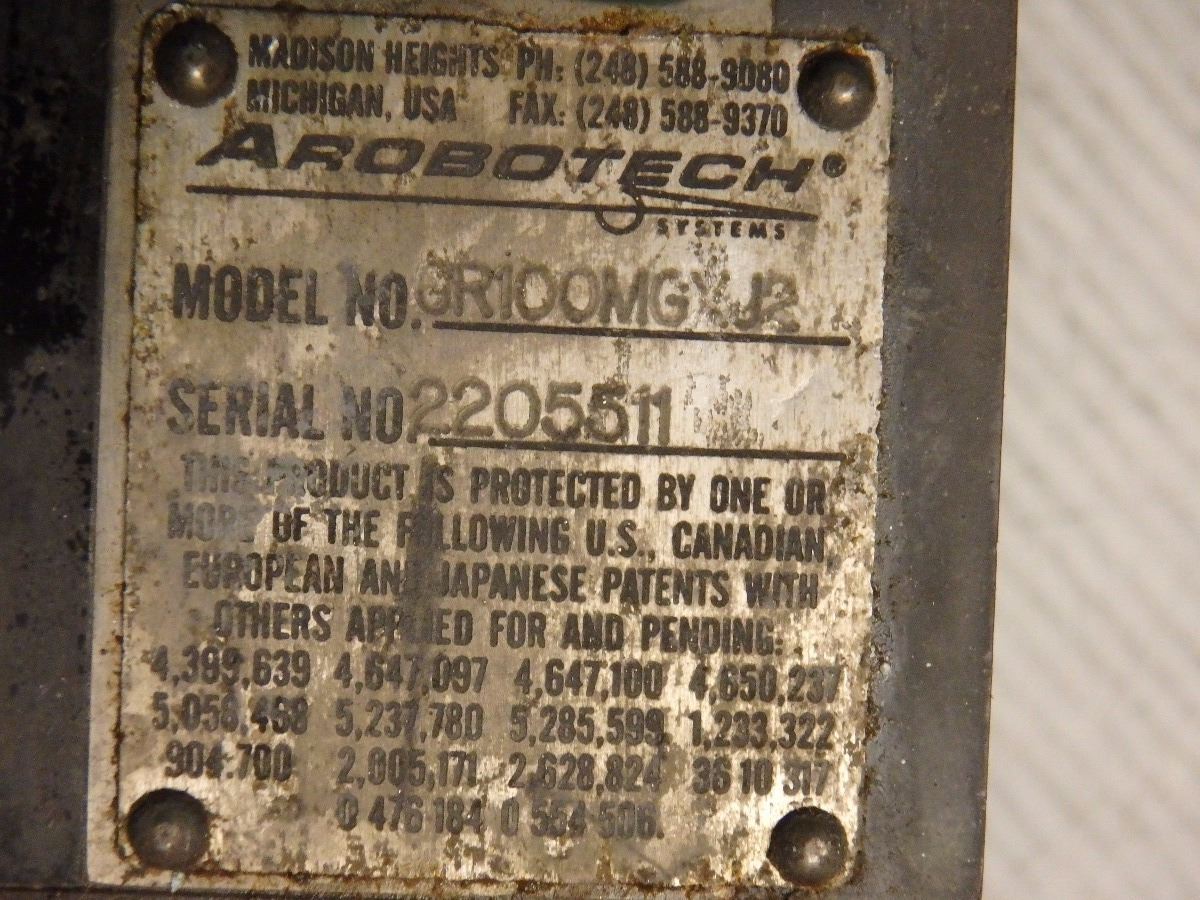 MADISON HEIGHTS PH: (248) 588-9080
MICHIGAN, USA FAX: (248) 588-9370
AROBOTECH®
SYSTEMS
MODEL NO. GR100MGXJ2
SERIAL NO. 2205511
THIS PRODUCT IS PROTECTED BY ONE OR
MORE OF THE FOLLOWING U.S., CANADIAN,
EUROPEAN AND JAPANESE PATENTS WITH
OTHERS APPLIED FOR AND PENDING:
4,399,639 4,647,097 4,647,100 4,650,237
5,058,468 5,237,780 5,285,599 1,233,322
904.700 2,005,171 2,628,824 36 10 317
0 476 184 0 554 506.